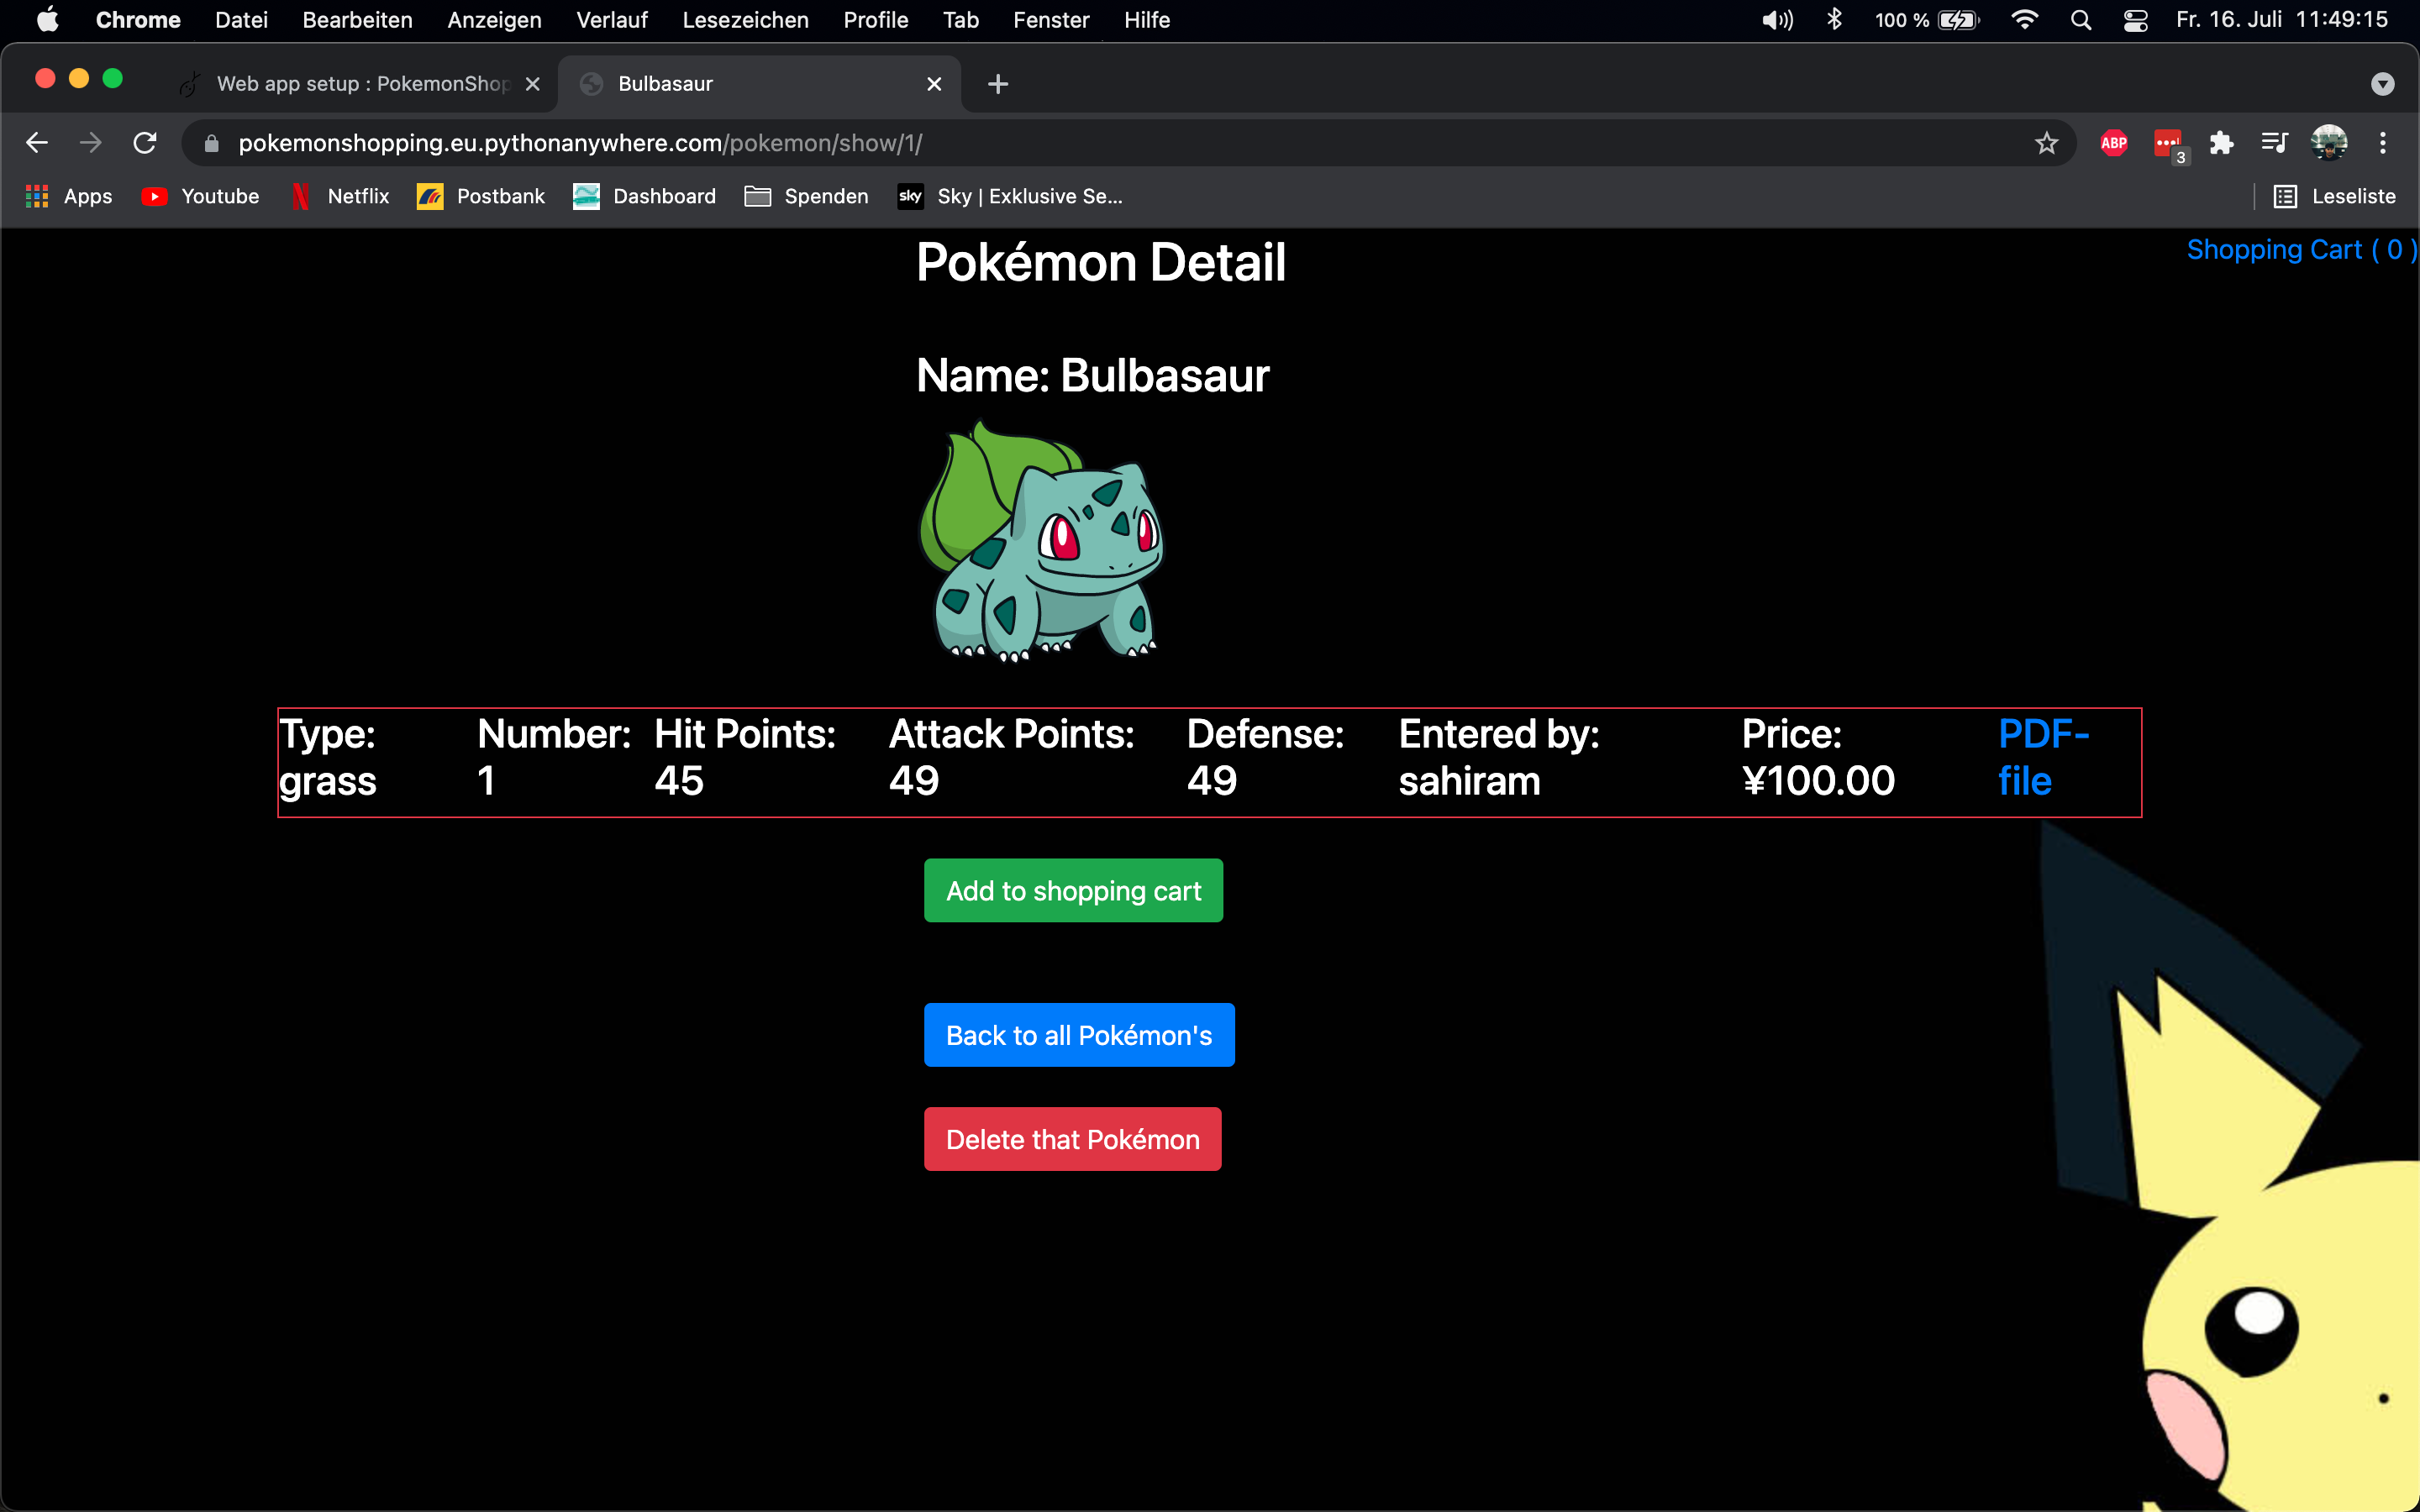 Chrome Datei Bearbeiten Anzeigen Verlauf Lesezeichen Profile Tab Fenster Hilfe 100 % Fr. 16. Juli 11:49:15
Web app setup : PokemonShop Bulbasaur
pokemonshopping.eu.pythonanywhere.com/pokemon/show/1/ ABP 3
Apps Youtube Netflix Postbank Dashboard Spenden sky Sky | Exklusive Se... Leseliste
Pokémon Detail Shopping Cart ( 0 )
Name: Bulbasaur
Type: Number: Hit Points: Attack Points: Defense: Entered by: Price: PDF-
grass 1 45 49 49 sahiram ¥100.00 file
Add to shopping cart
Back to all Pokémon's
Delete that Pokémon